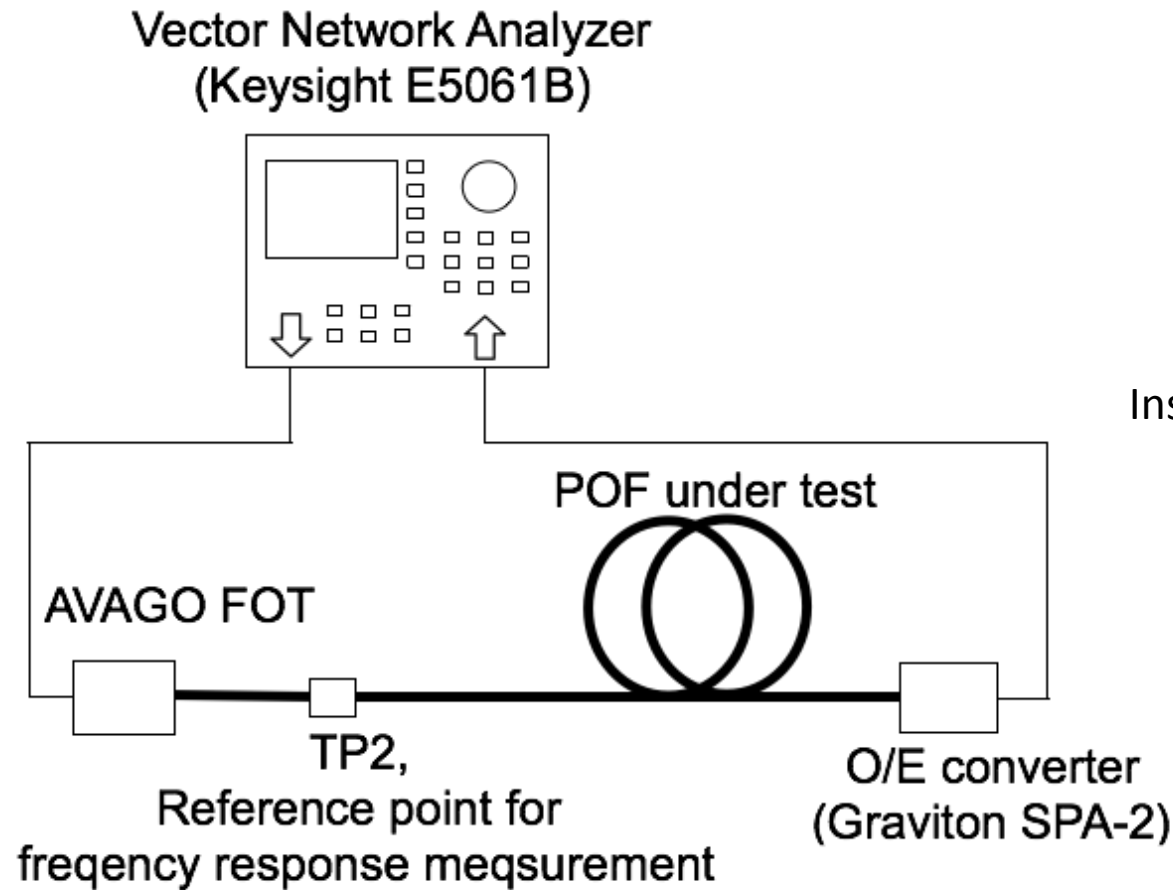 Vector Network Analyzer
(Keysight E5061B)
Ins
POF under test
AVAGO FOT
TP2,
Reference point for
freqency response meqsurement
O/E converter
(Graviton SPA-2)